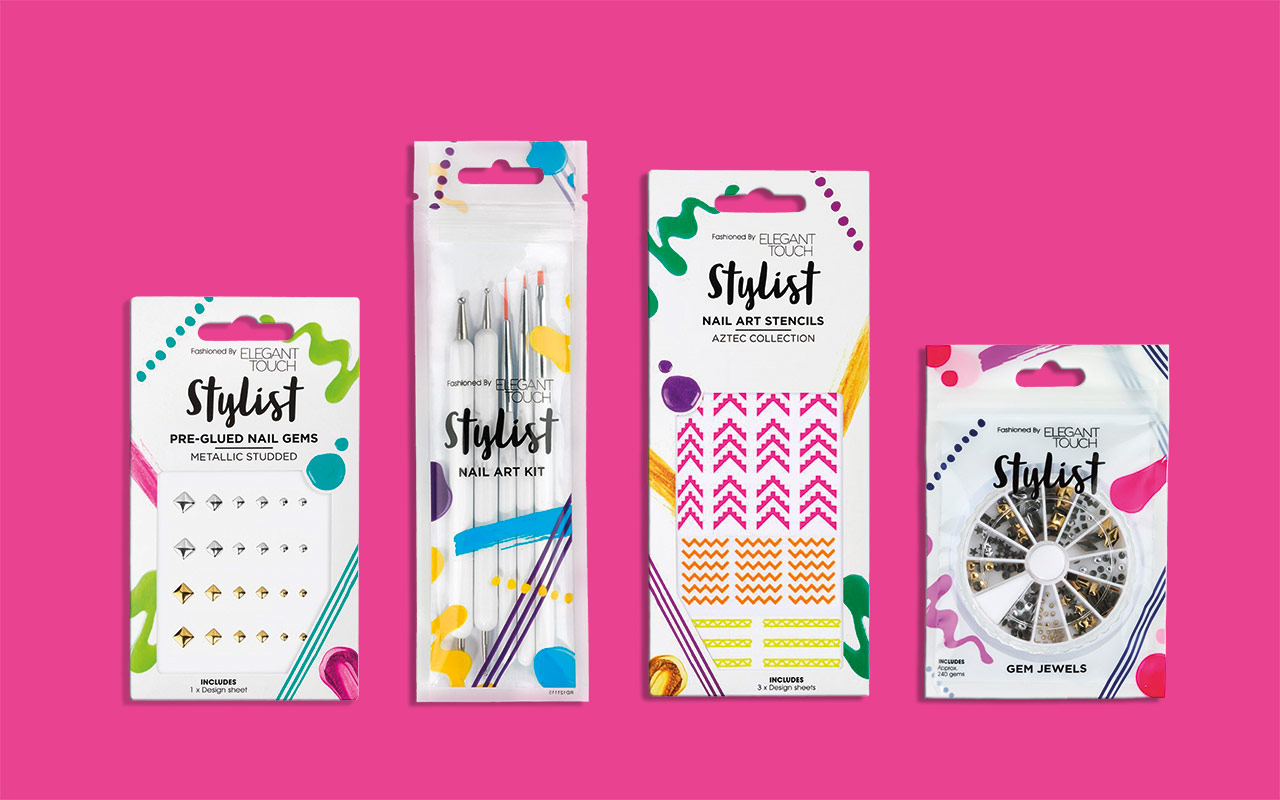 Fashioned By ELEGANT
TOUCH
Stylist
PRE-GLUED NAIL GEMS
METALLIC STUDDED
INCLUDES
1 x Design sheet
Fashioned By ELEGANT
TOUCH
Stylist
NAIL ART KIT
Fashioned By ELEGANT
TOUCH
Stylist
NAIL ART STENCILS
AZTEC COLLECTION
INCLUDES
3 x Design sheets
Fashioned By ELEGANT
TOUCH
Stylist
INCLUDES
Approx.
240 gems
GEM JEWELS